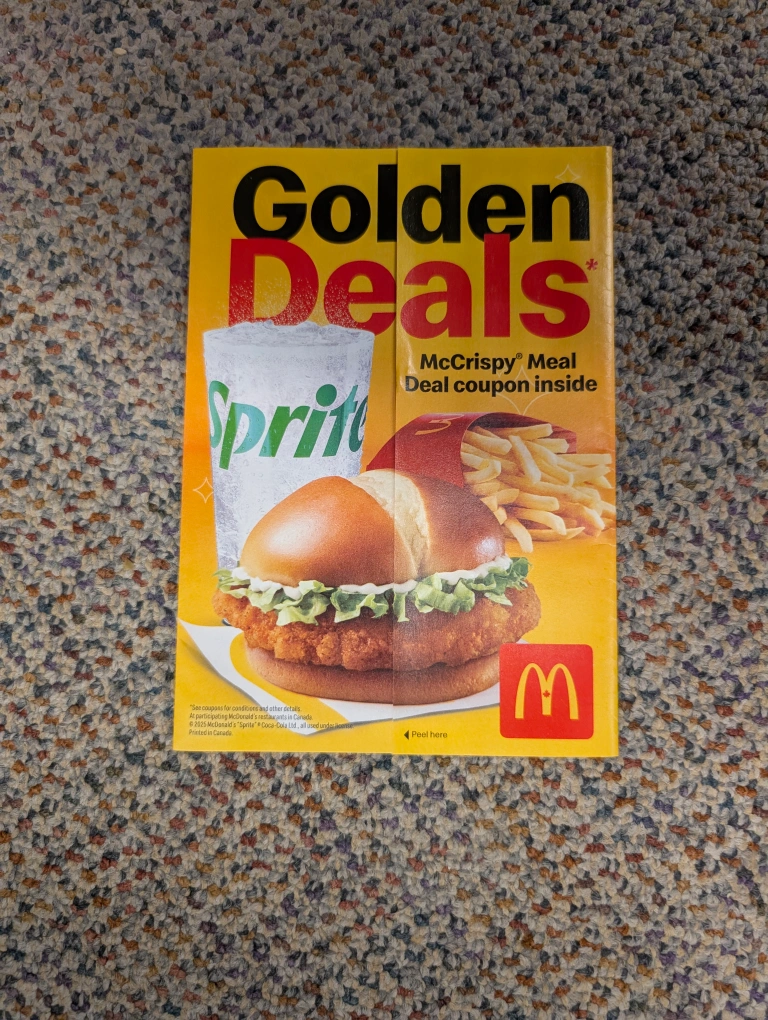 Golden
Deals*
McCrispy® Meal
Deal coupon inside
Sprite
*See coupons for conditions and other details.
At participating McDonald's restaurants in Canada.
© 2025 McDonald's "Sprite" ® Coca-Cola Ltd., all used under license.
Printed in Canada.
Peel here